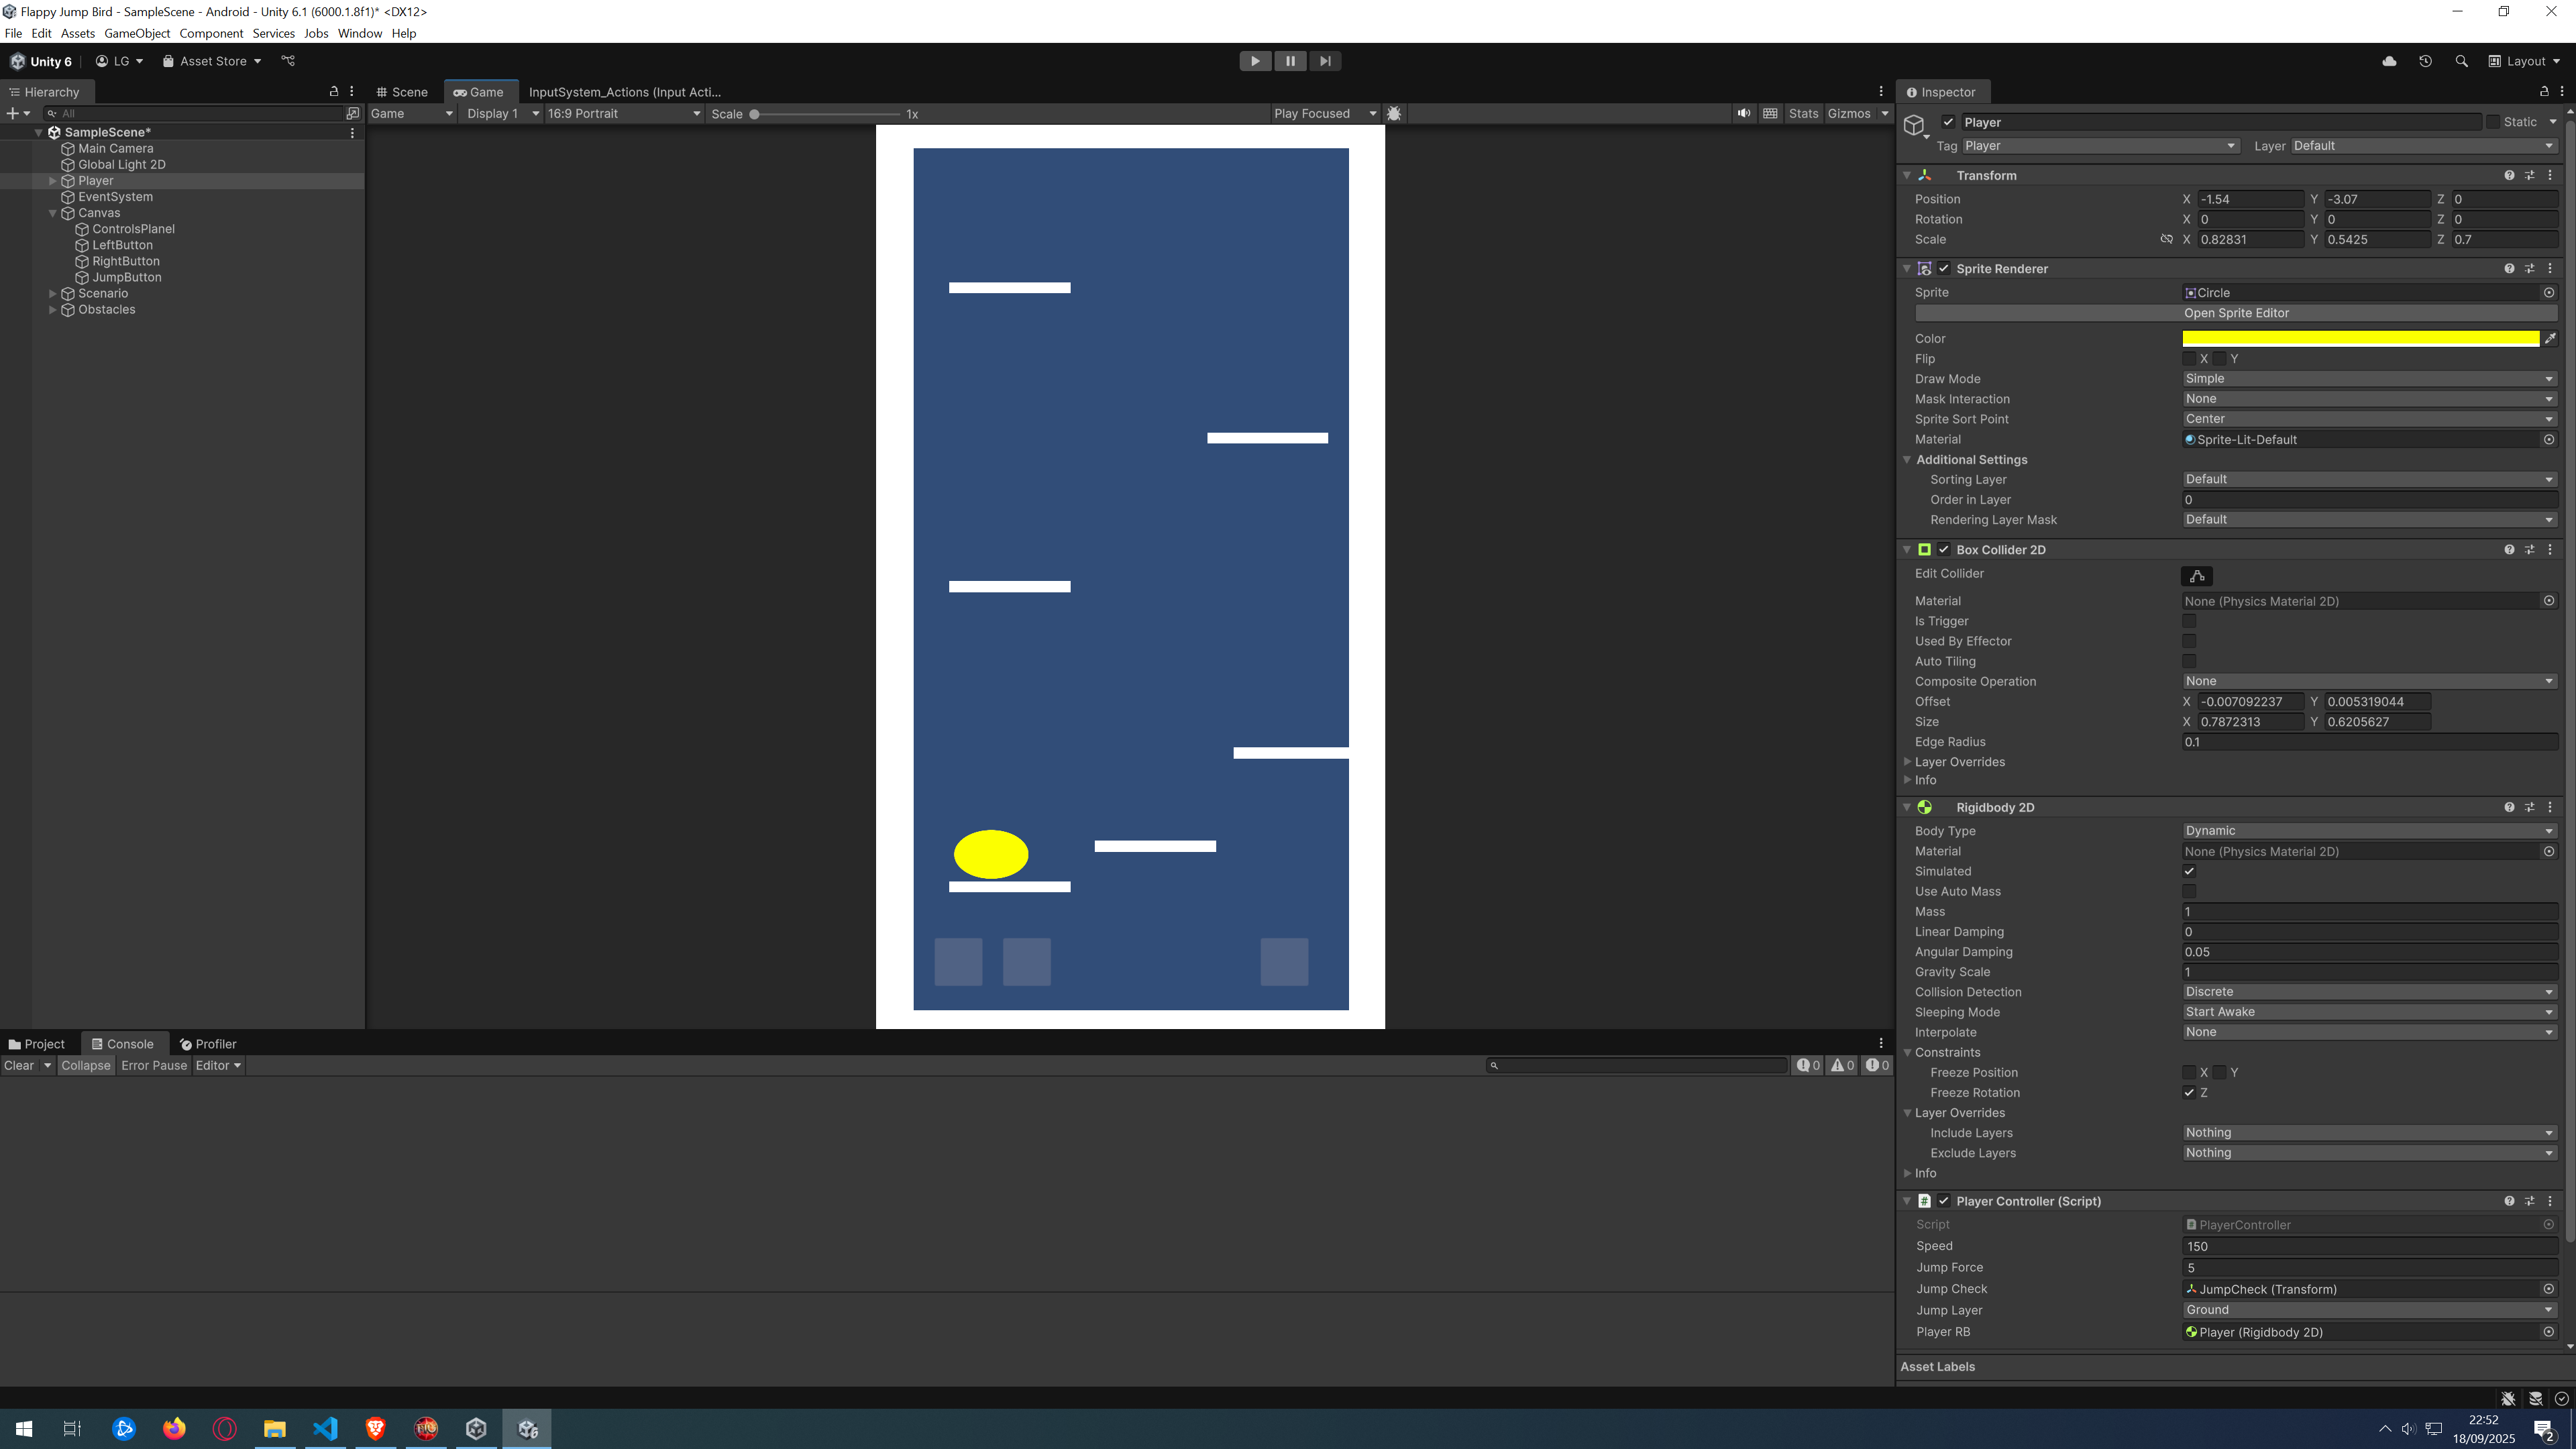 Flappy Jump Bird - SampleScene - Android - Unity 6.1 (6000.1.8f1)* <DX12>
File Edit Assets GameObject Component Services Jobs Window Help
Unity 6 LG Asset Store Layout
Hierarchy
All
SampleScene*
Main Camera
Global Light 2D
Player
EventSystem
Canvas
ControlsPanel
LeftButton
RightButton
JumpButton
Scenario
Obstacles
Scene Game InputSystem_Actions (Input Acti...
Game Display 1 16:9 Portrait Scale 1x Play Focused Stats Gizmos
Project Console Profiler
Clear Collapse Error Pause Editor 0 0 0
Inspector
Player Static
Tag Player Layer Default
Transform
Position X -1.54 Y -3.07 Z 0
Rotation X 0 Y 0 Z 0
Scale X 0.82831 Y 0.5425 Z 0.7
Sprite Renderer
Sprite Circle
Open Sprite Editor
Color
Flip X Y
Draw Mode Simple
Mask Interaction None
Sprite Sort Point Center
Material Sprite-Lit-Default
Additional Settings
Sorting Layer Default
Order in Layer 0
Rendering Layer Mask Default
Box Collider 2D
Edit Collider
Material None (Physics Material 2D)
Is Trigger
Used By Effector
Auto Tiling
Composite Operation None
Offset X -0.007092237 Y 0.005319044
Size X 0.7872313 Y 0.6205627
Edge Radius 0.1
Layer Overrides
Info
Rigidbody 2D
Body Type Dynamic
Material None (Physics Material 2D)
Simulated
Use Auto Mass
Mass 1
Linear Damping 0
Angular Damping 0.05
Gravity Scale 1
Collision Detection Discrete
Sleeping Mode Start Awake
Interpolate None
Constraints
Freeze Position X Y
Freeze Rotation Z
Layer Overrides
Include Layers Nothing
Exclude Layers Nothing
Info
# Player Controller (Script)
Script PlayerController
Speed 150
Jump Force 5
Jump Check JumpCheck (Transform)
Jump Layer Ground
Player RB Player (Rigidbody 2D)
Asset Labels
22:52
18/09/2025
2